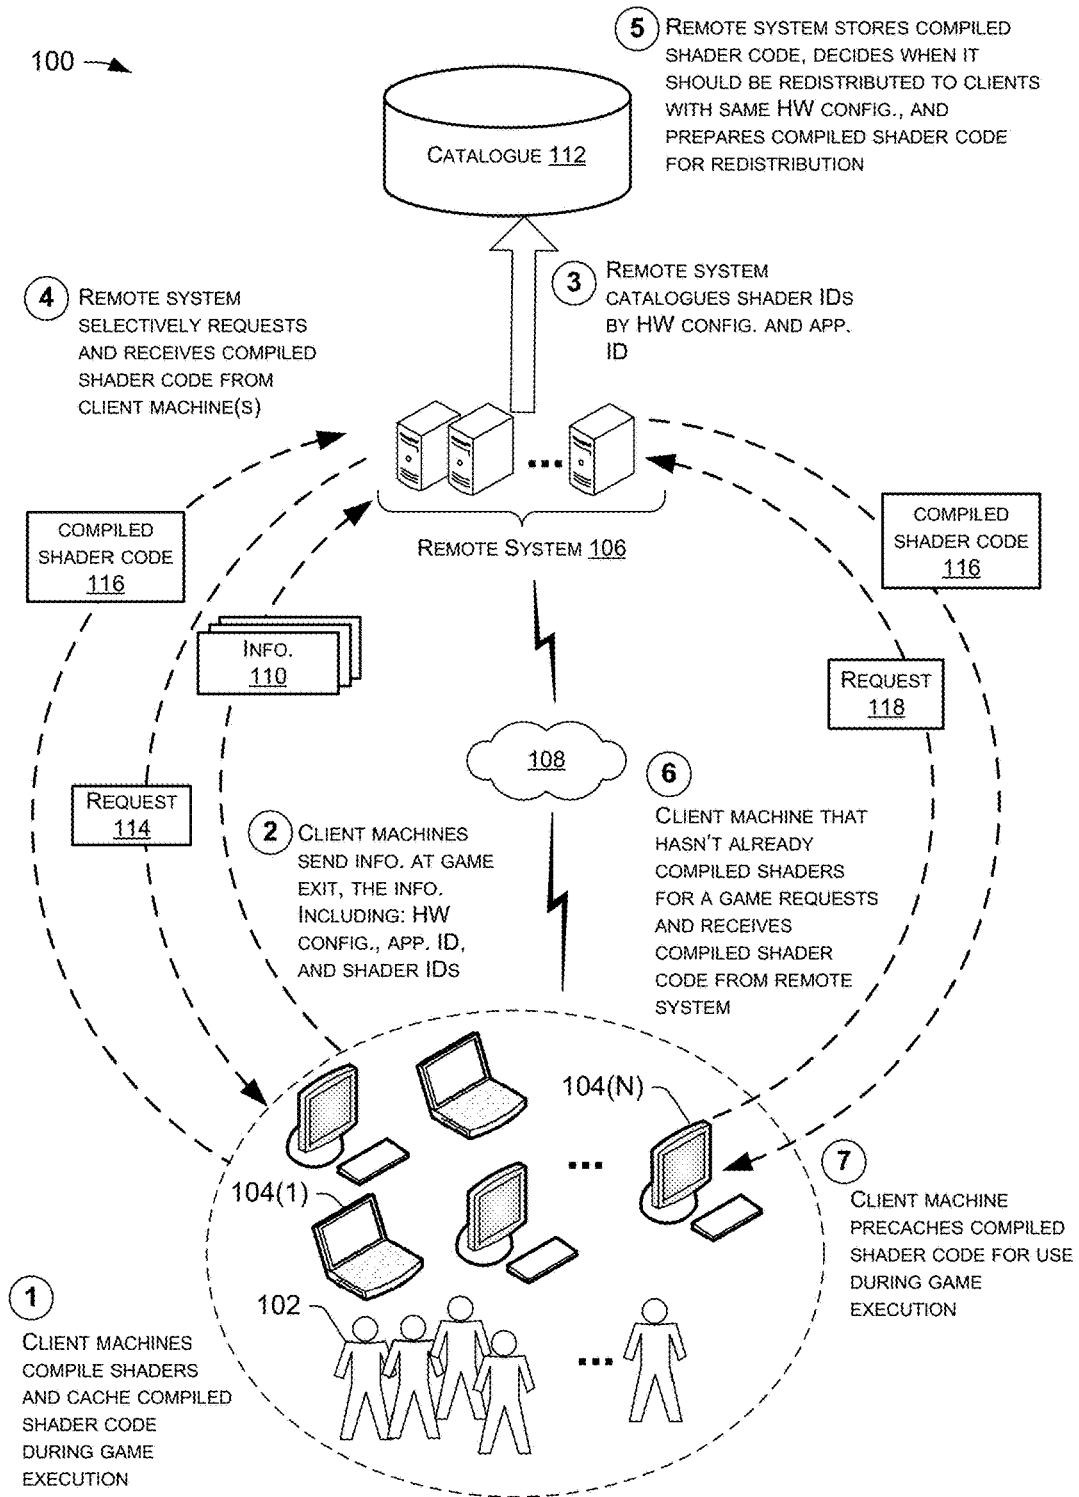 100
5
REMOTE SYSTEM STORES COMPILED
SHADER CODE, DECIDES WHEN IT
SHOULD BE REDISTRIBUTED TO CLIENTS
WITH SAME HW CONFIG., AND
PREPARES COMPILED SHADER CODE
FOR REDISTRIBUTION
CATALOGUE 112
3
REMOTE SYSTEM
CATALOGUES SHADER IDS
BY HW CONFIG. AND APP.
ID
4
REMOTE SYSTEM
SELECTIVELY REQUESTS
AND RECEIVES COMPILED
SHADER CODE FROM
CLIENT MACHINE(S)
...
REMOTE SYSTEM 106
COMPILED
SHADER CODE
116
COMPILED
SHADER CODE
116
INFO.
110
REQUEST
118
REQUEST
114
108
2
CLIENT MACHINES
SEND INFO. AT GAME
EXIT, THE INFO.
INCLUDING: HW
CONFIG., APP. ID,
AND SHADER IDS
6
CLIENT MACHINE THAT
HASN'T ALREADY
COMPILED SHADERS
FOR A GAME REQUESTS
AND RECEIVES
COMPILED SHADER
CODE FROM REMOTE
SYSTEM
104(N)
...
104(1)
7
CLIENT MACHINE
PRECACHES COMPILED
SHADER CODE FOR USE
DURING GAME
EXECUTION
102
...
1
CLIENT MACHINES
COMPILE SHADERS
AND CACHE COMPILED
SHADER CODE
DURING GAME
EXECUTION